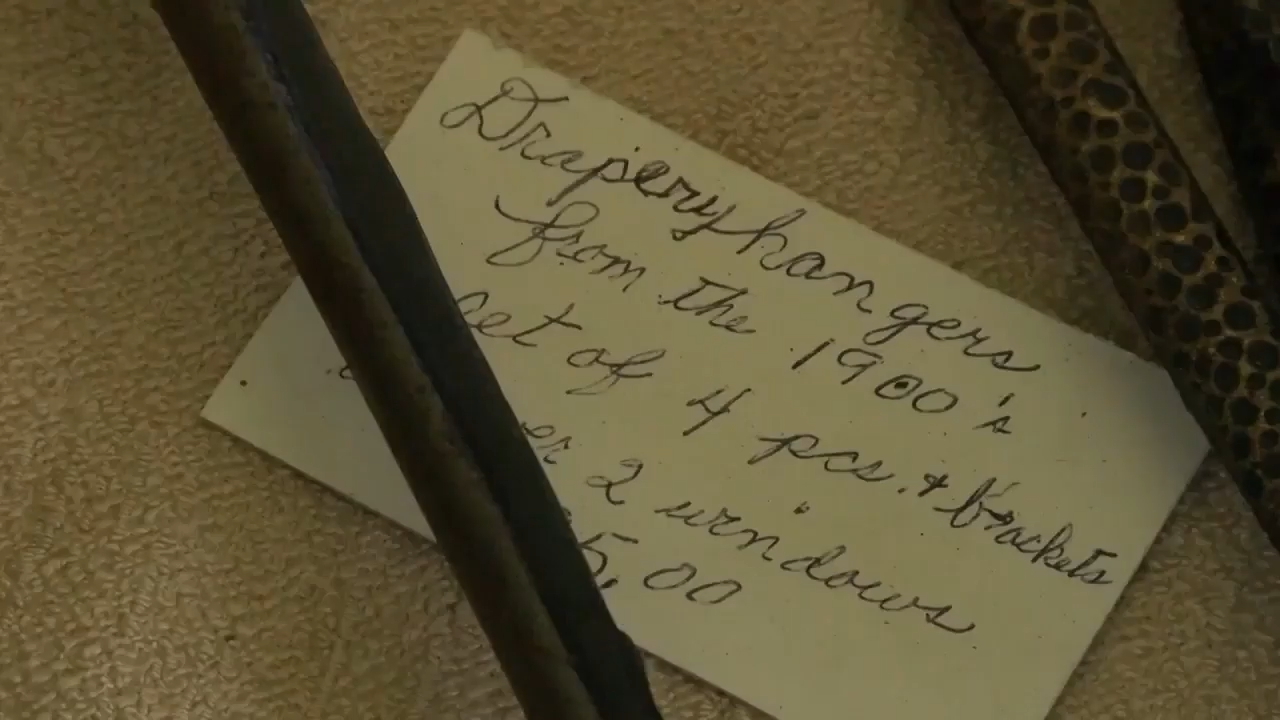 Drapery hangers
from the 1900's
Set of 4 pcs. + brackets
2 windows
5.00